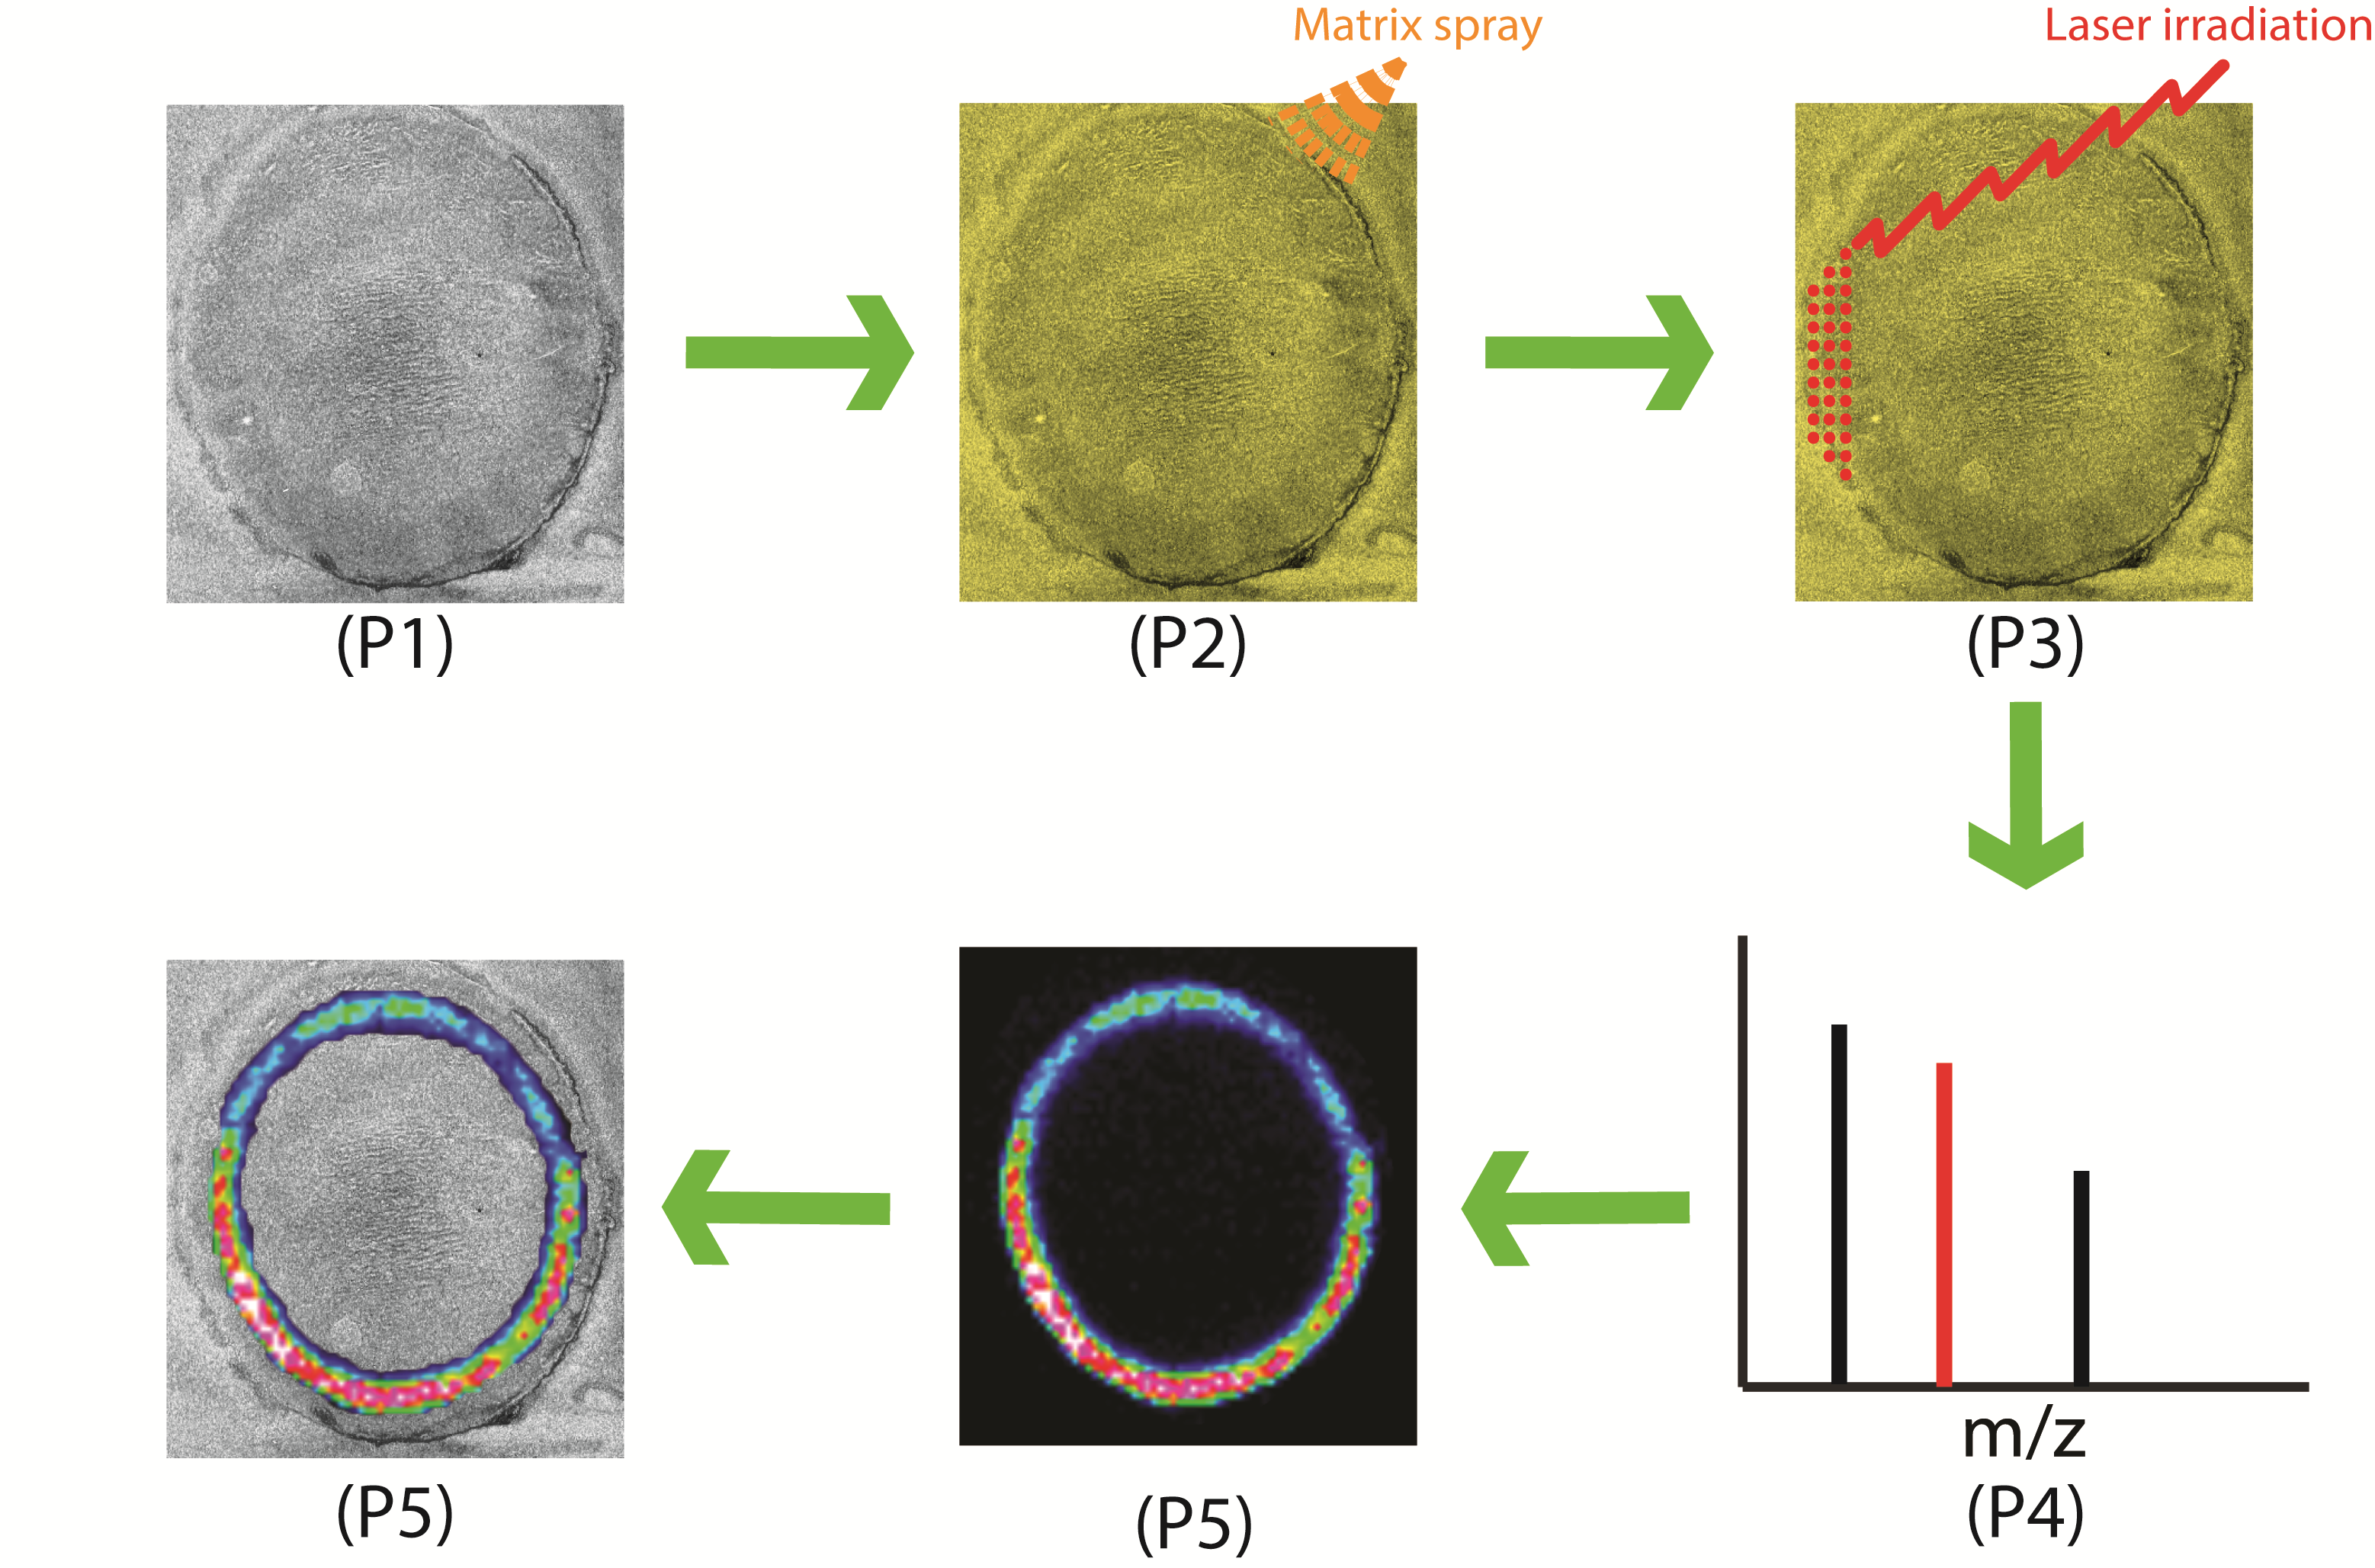 Matrix spray
Laser irradiation
(P1)
(P2)
(P3)
m/z
(P5)
(P5)
(P4)